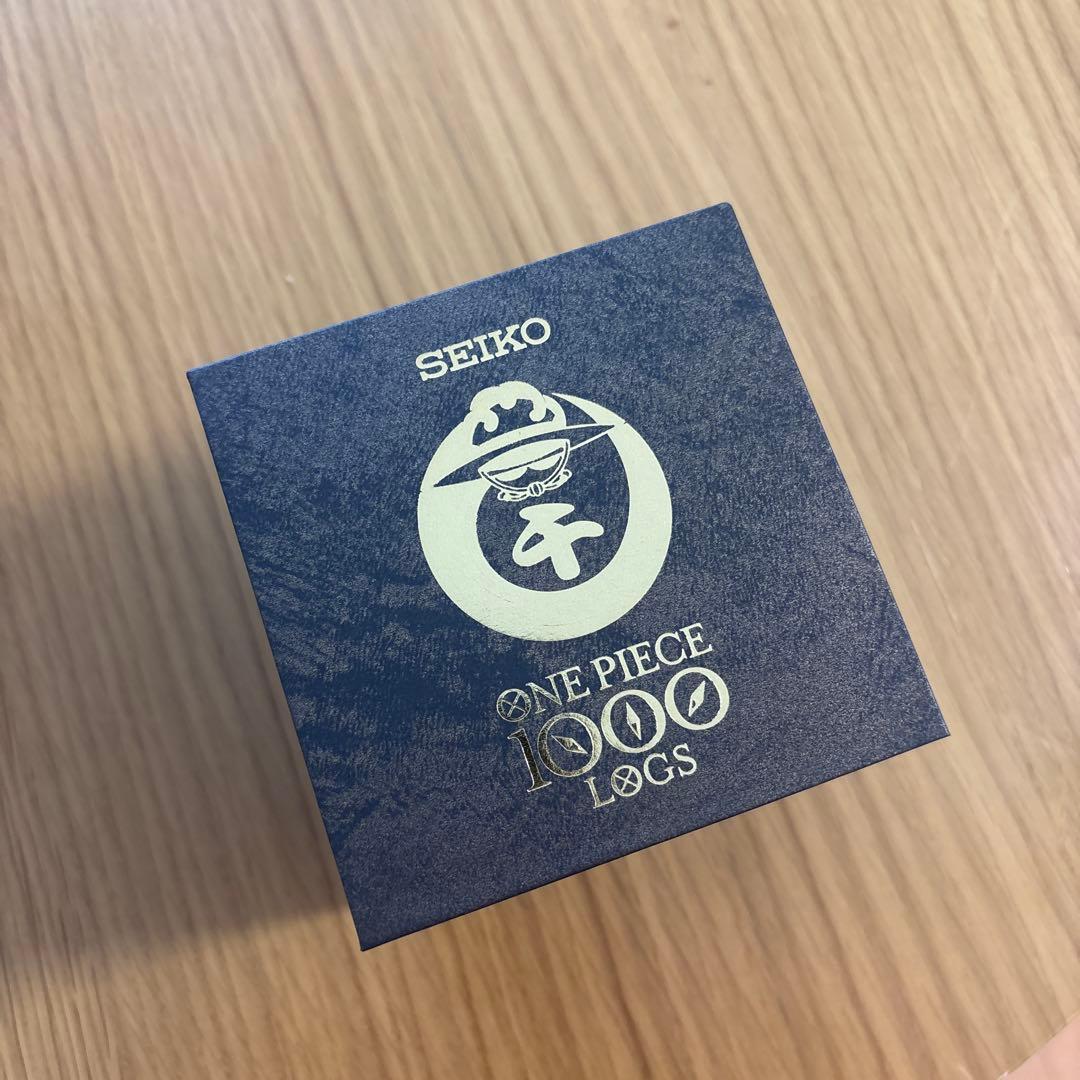 SEIKO
千
ONE PIECE
1000
LOGS